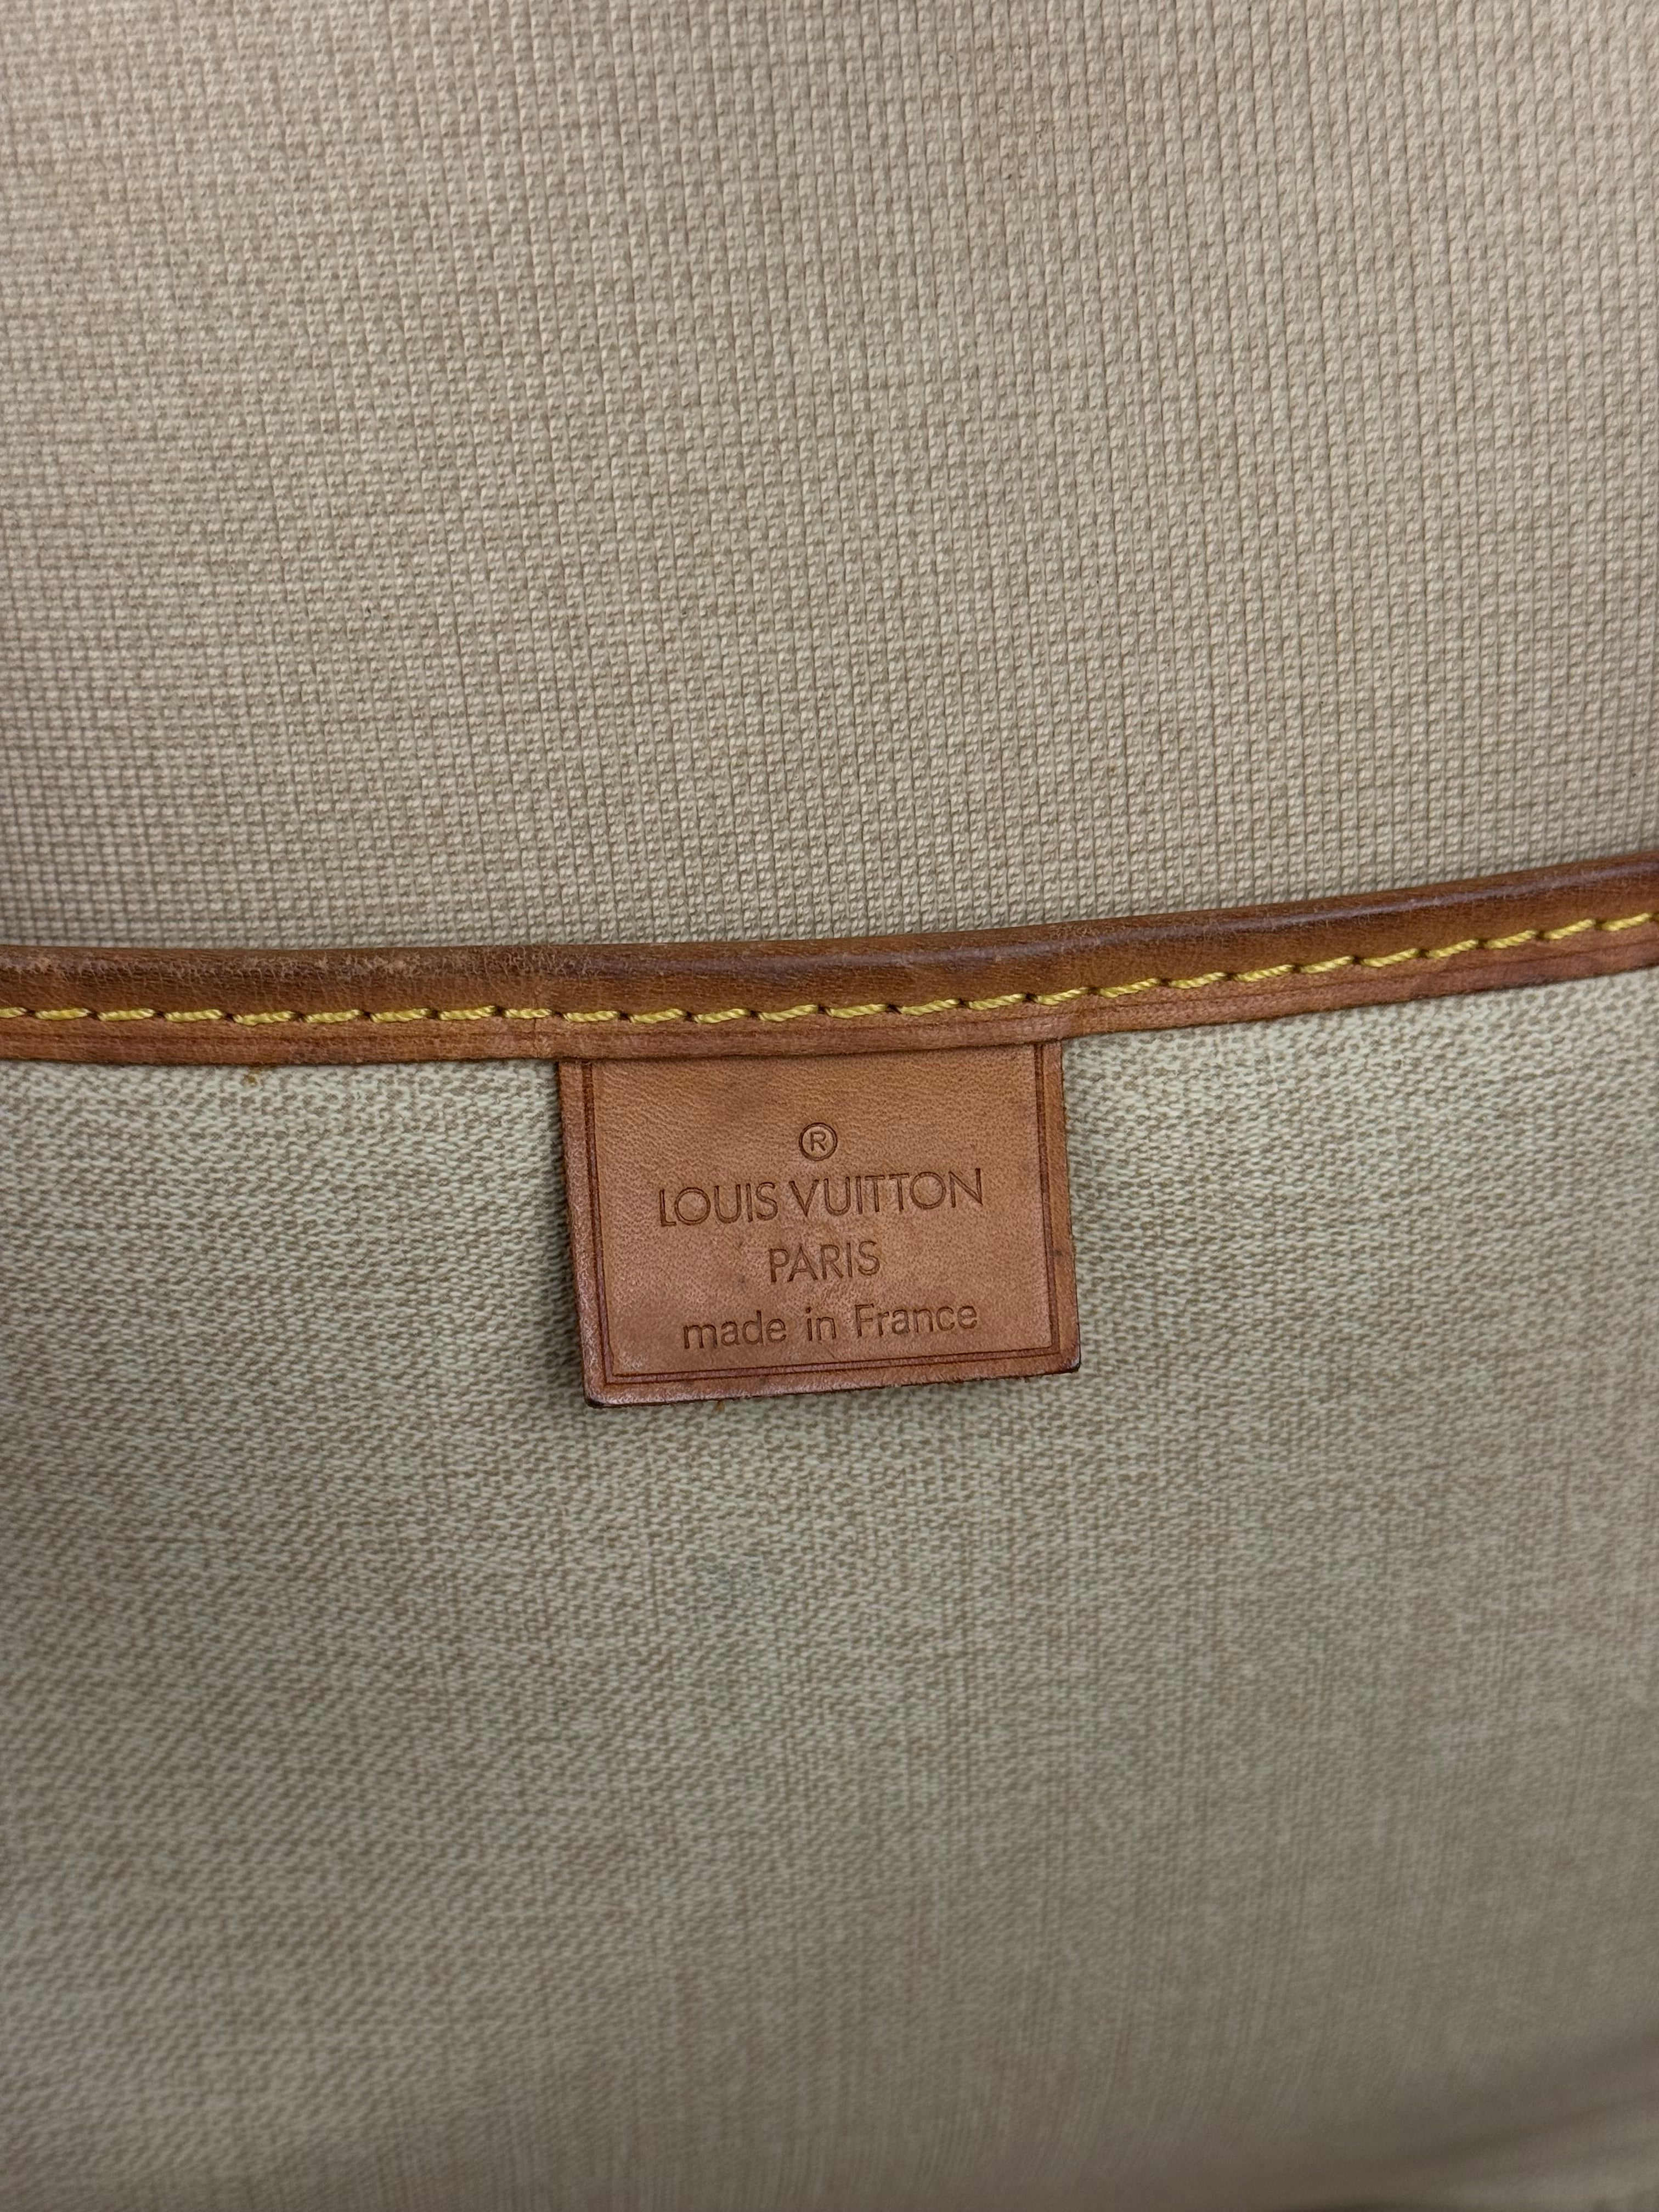 ®
LOUIS VUITTON
PARIS
made in France